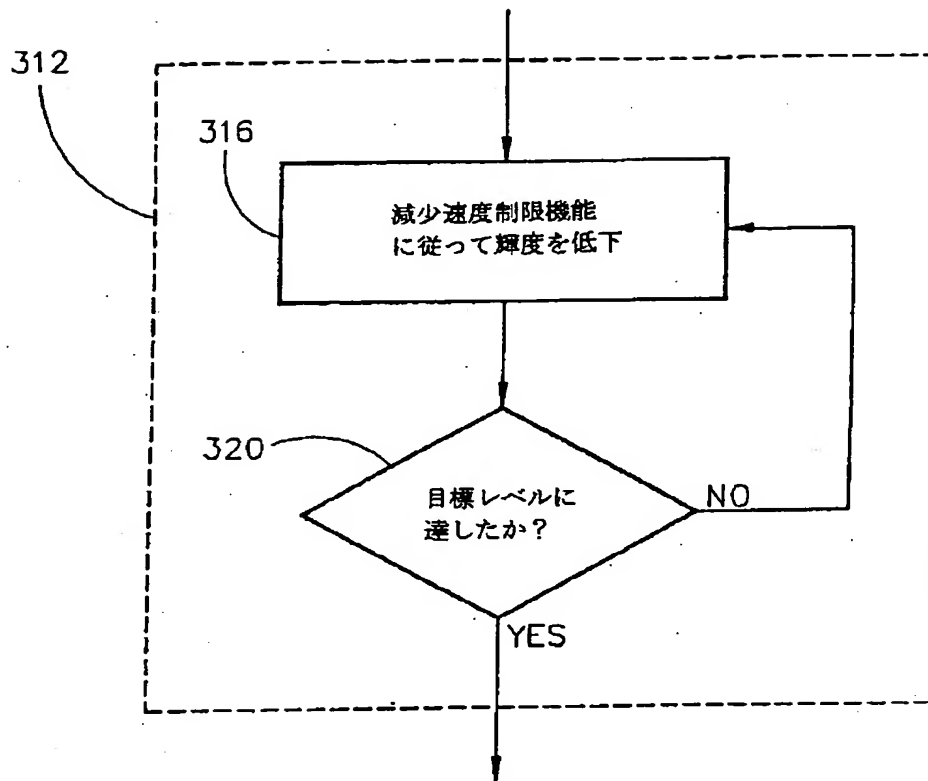 312
316
減少速度制限機能
に従って輝度を低下
320
目標レベルに
達したか？
NO
YES